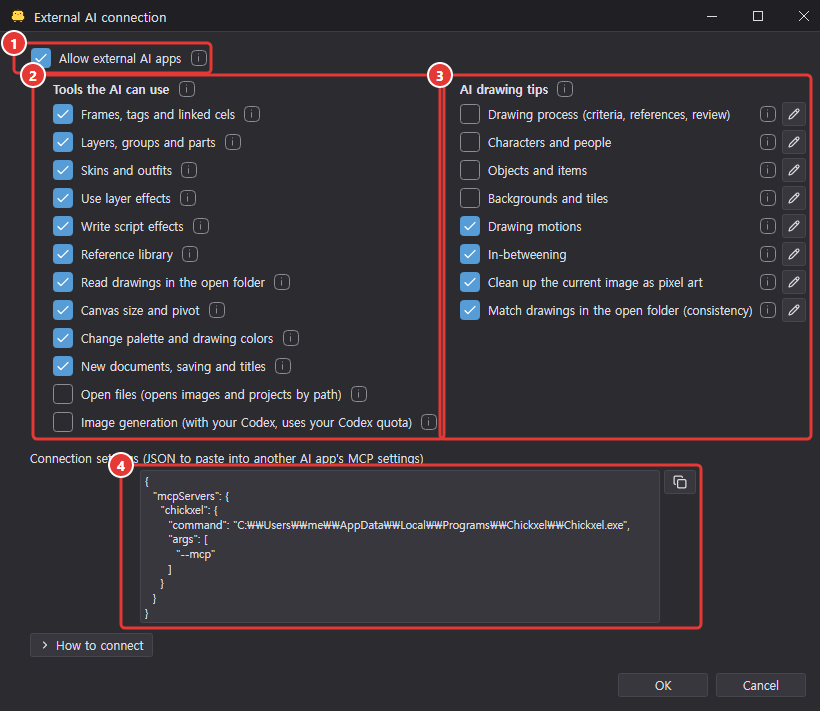 External AI connection
1
Allow external AI apps
2
Tools the AI can use
Frames, tags and linked cels
Layers, groups and parts
Skins and outfits
Use layer effects
Write script effects
Reference library
Read drawings in the open folder
Canvas size and pivot
Change palette and drawing colors
New documents, saving and titles
Open files (opens images and projects by path)
Image generation (with your Codex, uses your Codex quota)
3
AI drawing tips
Drawing process (criteria, references, review)
Characters and people
Objects and items
Backgrounds and tiles
Drawing motions
In-betweening
Clean up the current image as pixel art
Match drawings in the open folder (consistency)
Connection se s (JSON to paste into another AI app's MCP settings)
4
{
"mcpServers": {
"chickxel": {
"command": "C:₩₩Users₩₩me₩₩AppData₩₩Local₩₩Programs₩₩Chickxel₩₩Chickxel.exe",
"args": [
"--mcp"
]
}
}
}
How to connect
OK
Cancel